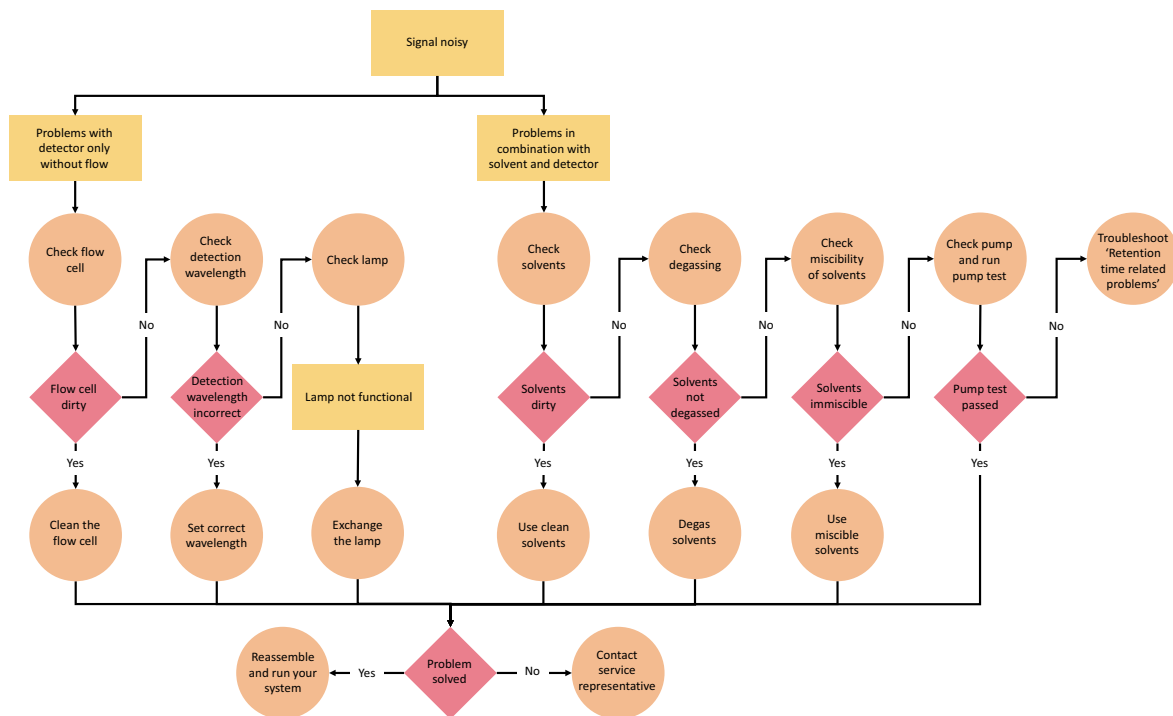 Signal noisy
Problems with
detector only
without flow
Problems in
combination with
solvent and detector
Check flow
cell
Check
detection
wavelength
Check lamp
Check
solvents
Check
degassing
Check
miscibility
of solvents
Check pump
and run
pump test
Troubleshoot
‘Retention
time related
problems’
No
No
No
No
No
No
Flow cell
dirty
Detection
wavelength
incorrect
Lamp not functional
Solvents
dirty
Solvents
not
degassed
Solvents
immiscible
Pump test
passed
Yes
Yes
Yes
Yes
Yes
Yes
Clean the
flow cell
Set correct
wavelength
Exchange
the lamp
Use clean
solvents
Degas
solvents
Use
miscible
solvents
Reassemble
and run your
system
Yes
Problem
solved
No
Contact
service
representative